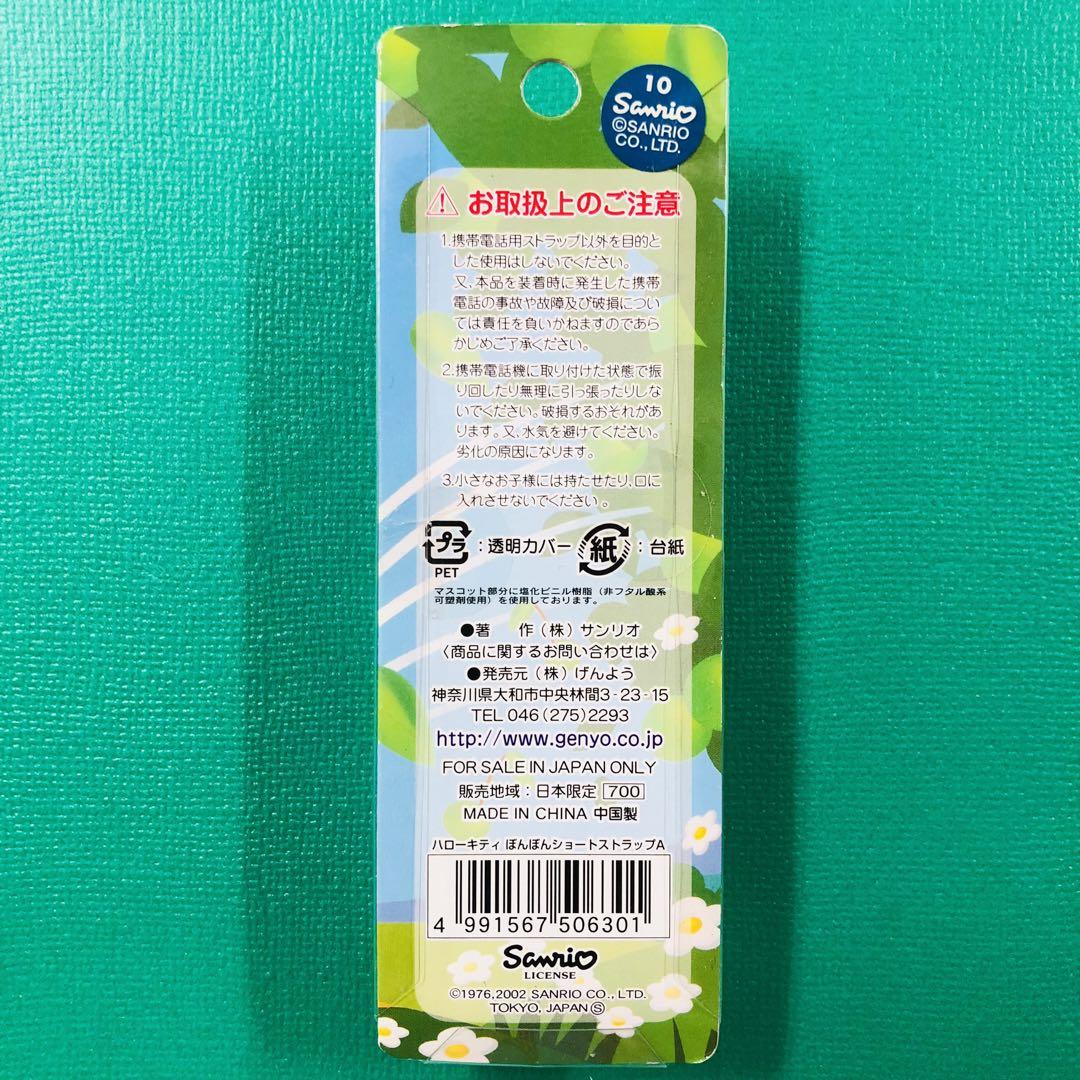 10
Sanrio
©SANRIO
CO., LTD.
お取扱上のご注意
1.携帯電話用ストラップ以外を目的と
した使用はしないでください。
又、本品を装着時に発生した携帯
電話の事故や故障及び破損につい
ては責任を負いかねますのであら
かじめご了承ください。
2.携帯電話機に取り付けた状態で振
り回したり無理に引っ張ったりしな
いでください。破損するおそれがあ
ります。又、水気を避けてください。
劣化の原因になります。
3.小さなお子様には持たせたり、口に
入れさせないでください。
プラ :透明カバー 紙 :台紙
PET
マスコット部分に塩化ビニル樹脂(非フタル酸系
可塑剤使用)を使用しております。
●著 作(株)サンリオ
〈商品に関するお問い合わせは〉
●発売元(株)げんよう
神奈川県大和市中央林間3-23-15
TEL 046(275)2293
http://www.genyo.co.jp
FOR SALE IN JAPAN ONLY
販売地域:日本限定 700
MADE IN CHINA 中国製
ハローキティ ぽんぽんショートストラップA
4 991567 506301
Sanrio
LICENSE
©1976,2002 SANRIO CO., LTD.
TOKYO, JAPAN Ⓢ